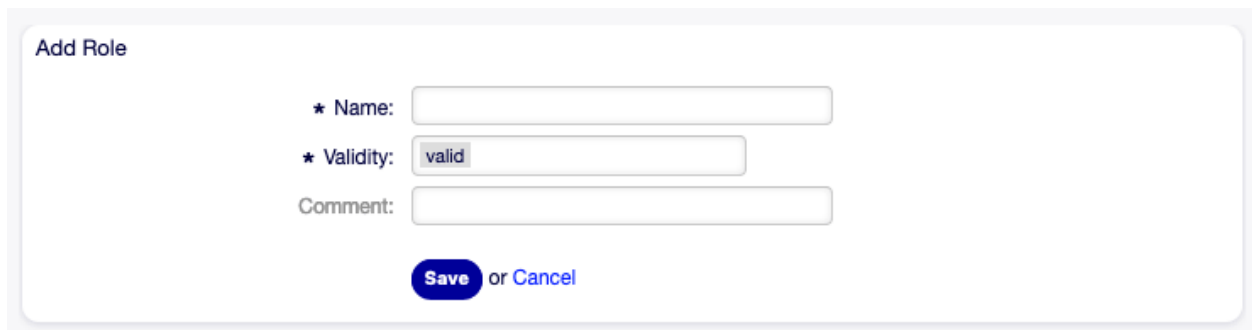 Add Role
★ Name:
★ Validity: valid
Comment:
Save or Cancel